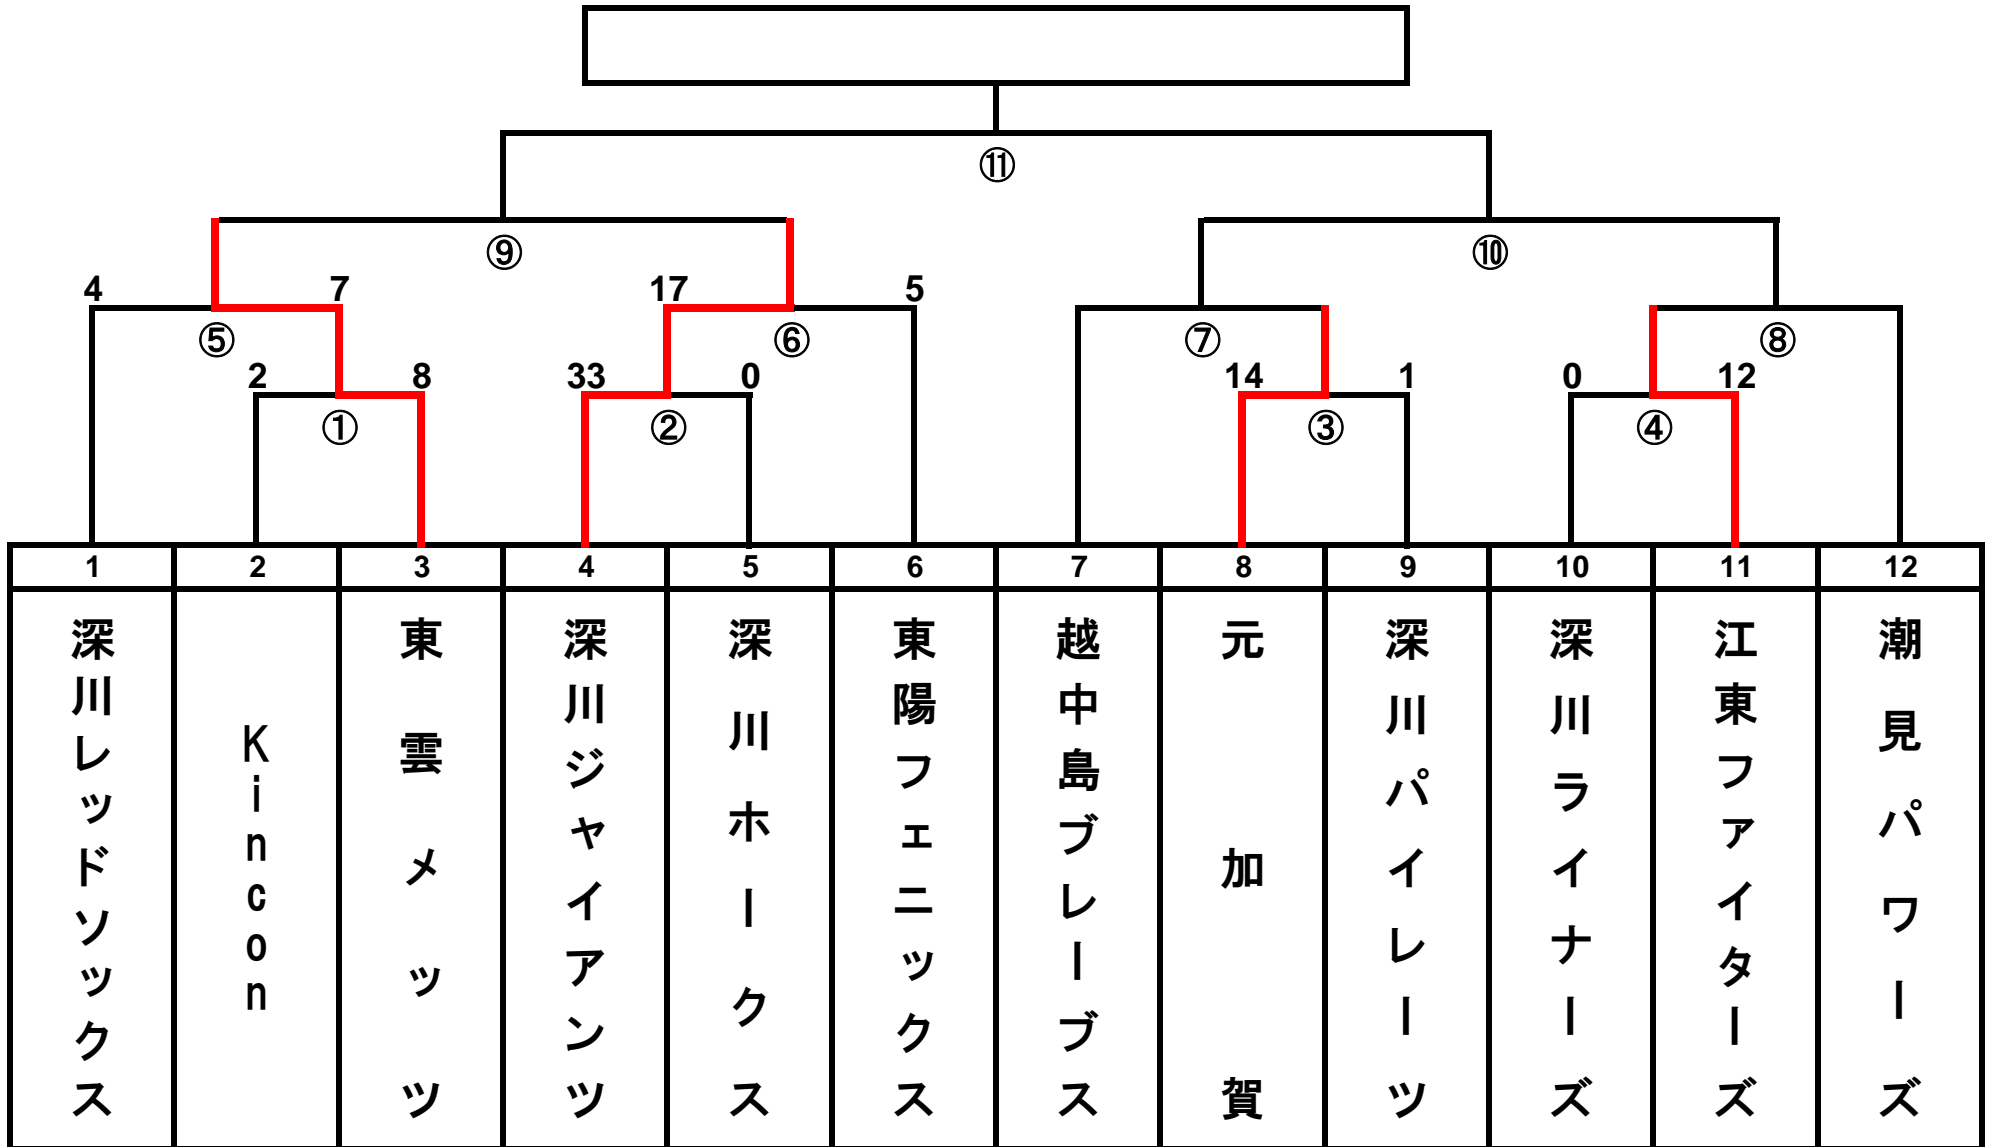 ⑪
⑨ ⑩
4 7 17 5
⑤ ⑥ ⑦ ⑧
2 8 33 0 14 1 0 12
① ② ③ ④
1 2 3 4 5 6 7 8 9 10 11 12
深川レッドソックス
Kincon
東雲メッツ
深川ジャイアンツ
深川ホークス
東陽フェニックス
越中島ブレーブス
元加賀
深川パイレーツ
深川ライナーズ
江東ファイターズ
潮見パワーズ